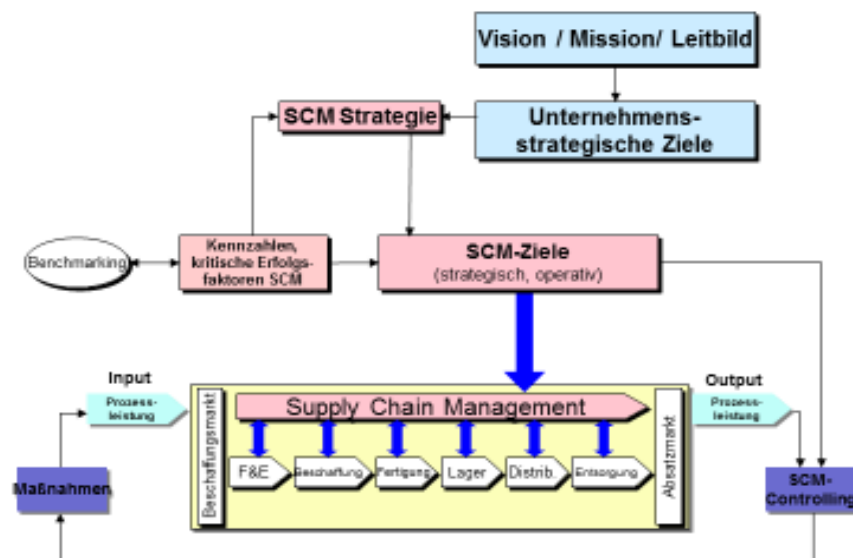 Vision / Mission/ Leitbild
SCM Strategie
Unternehmens-
strategische Ziele
Benchmarking
Kennzahlen,
kritische Erfolgs-
faktoren SCM
SCM-Ziele
(strategisch, operativ)
Input
Prozess-
leistung
Beschaffungsmarkt
Supply Chain Management
F&E
Beschaffung
Fertigung
Lager
Distrib.
Entsorgung
Absatzmarkt
Output
Prozess-
leistung
Maßnahmen
SCM-
Controlling